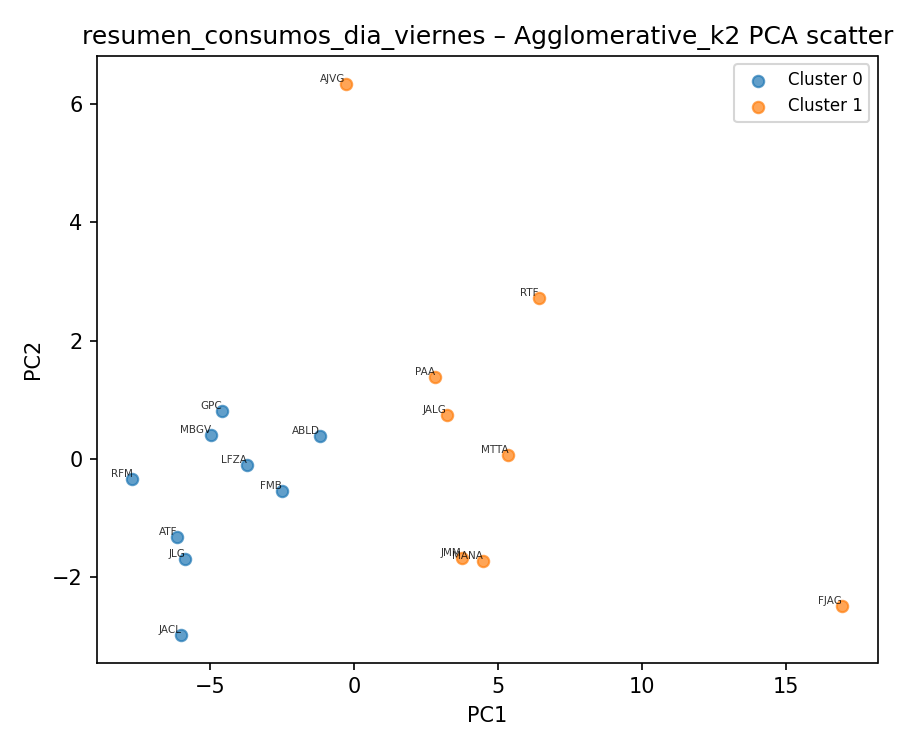 resumen_consumos_dia_viernes – Agglomerative_k2 PCA scatter
Cluster 0
Cluster 1
AJVG
RTF
PAA
JALG
MTTA
GPC
MBGV
ABLD
LFZA
RFM
FMB
ATF
JLG
JMM
MANA
FJAG
JACL
6
4
2
0
−2
PC2
−5
0
5
10
15
PC1